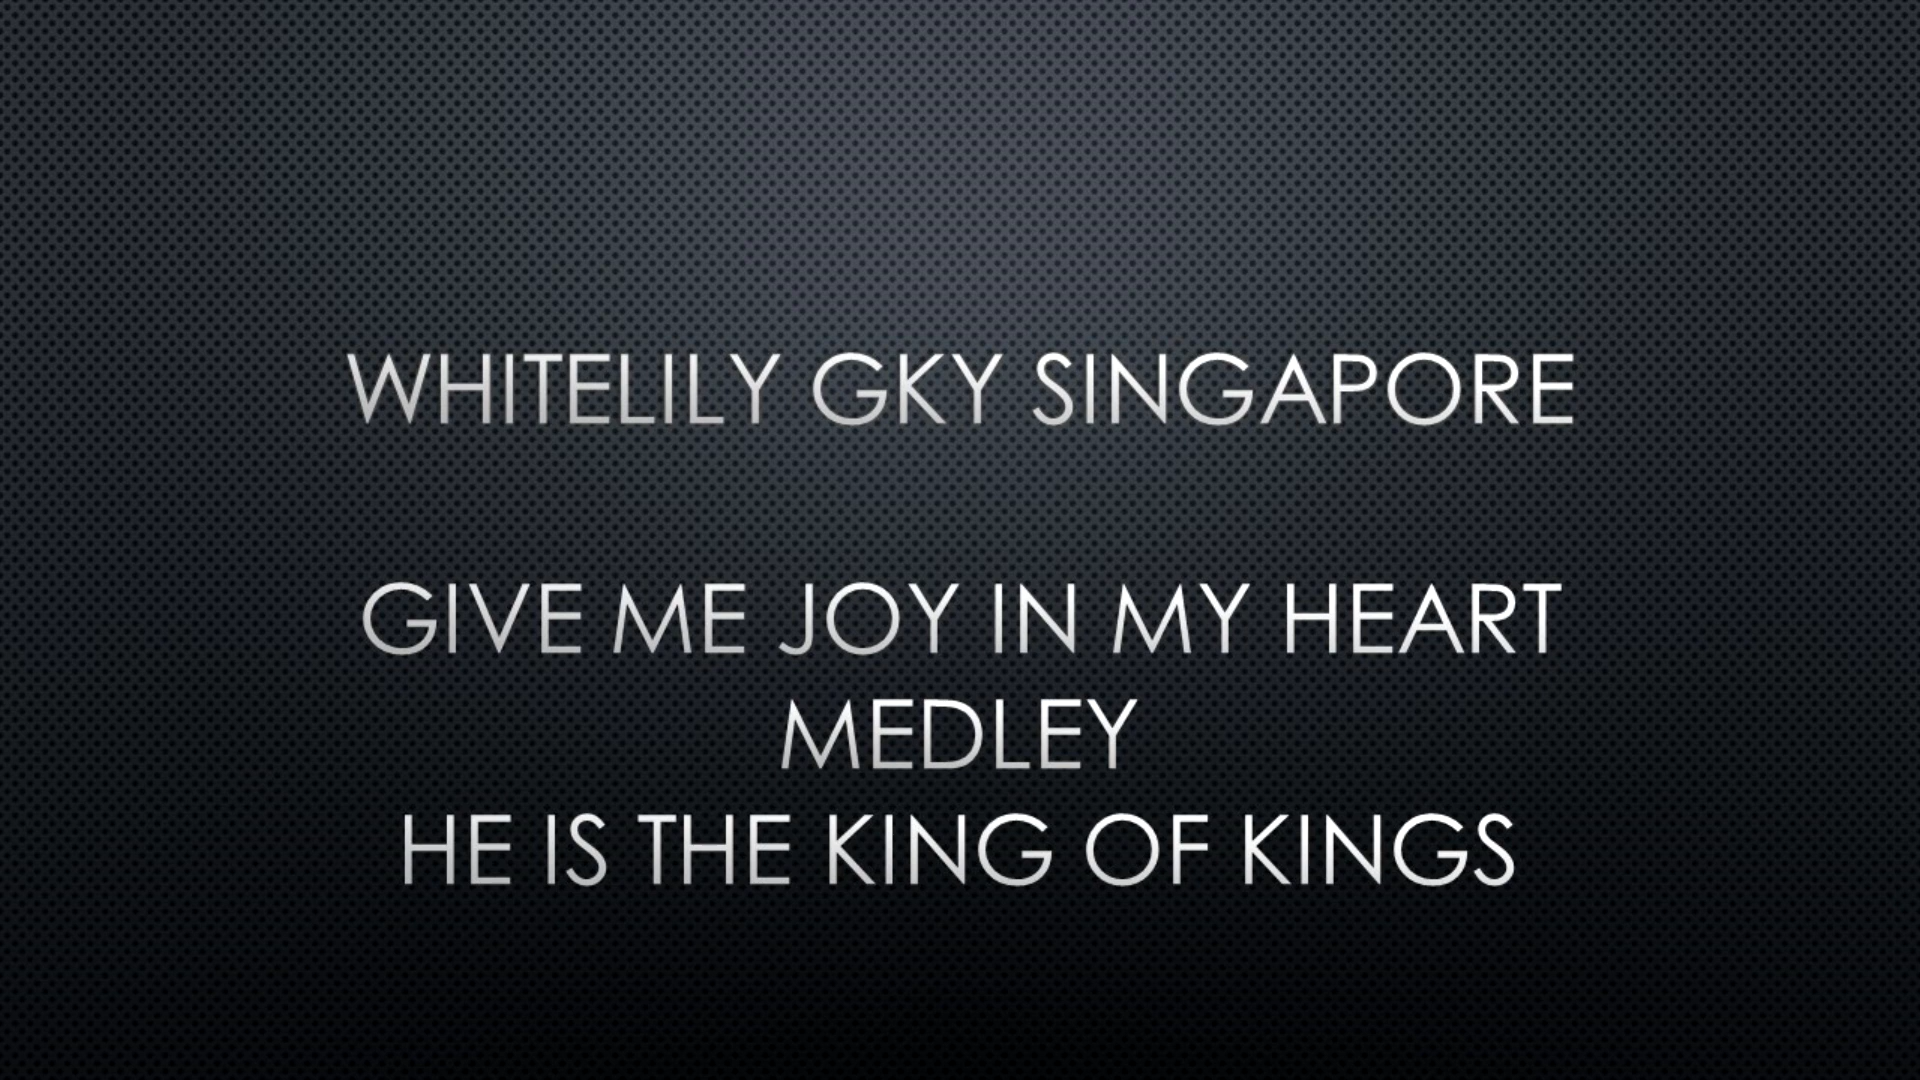 WHITELILY GKY SINGAPORE
GIVE ME JOY IN MY HEART
MEDLEY
HE IS THE KING OF KINGS